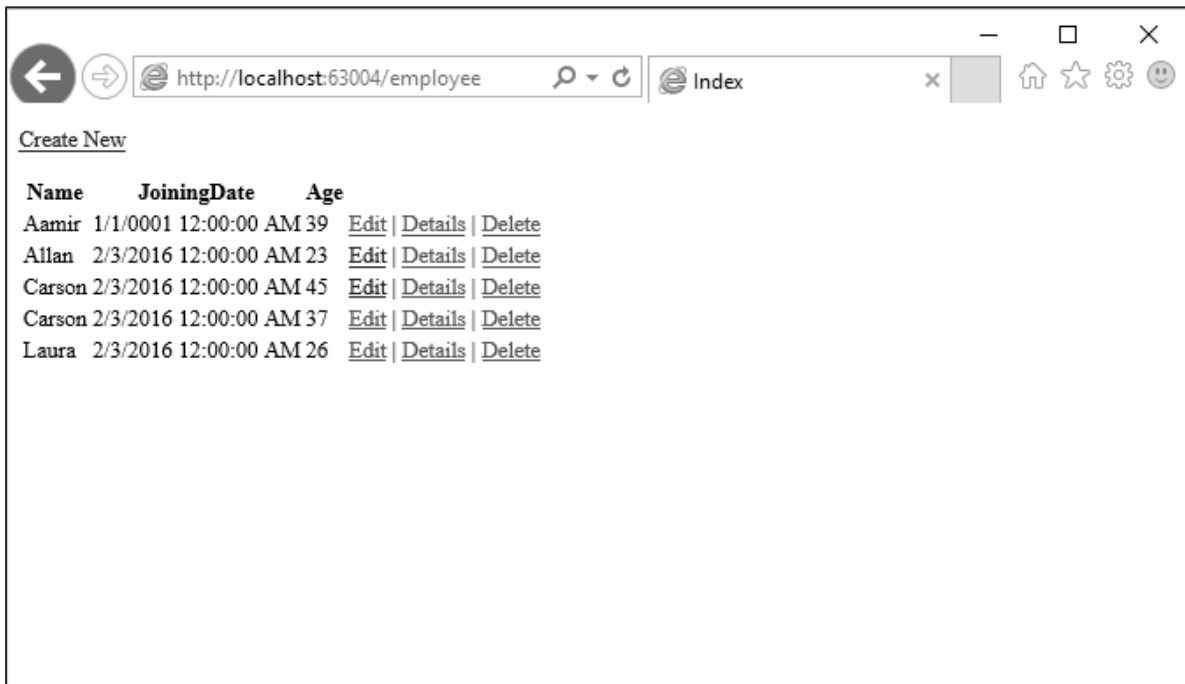 http://localhost:63004/employee
Index
Create New
Name JoiningDate Age
Aamir 1/1/0001 12:00:00 AM 39 Edit | Details | Delete
Allan 2/3/2016 12:00:00 AM 23 Edit | Details | Delete
Carson 2/3/2016 12:00:00 AM 45 Edit | Details | Delete
Carson 2/3/2016 12:00:00 AM 37 Edit | Details | Delete
Laura 2/3/2016 12:00:00 AM 26 Edit | Details | Delete